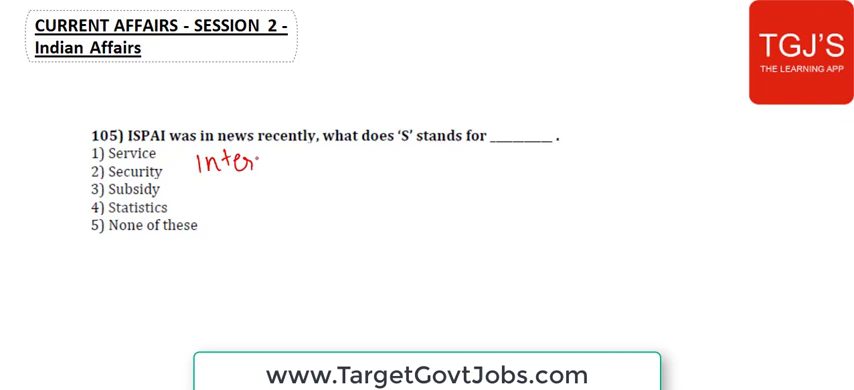 CURRENT AFFAIRS - SESSION 2 -
Indian Affairs
TGJ'S
THE LEARNING APP
105) ISPAI was in news recently, what does ‘S’ stands for ________ .
1) Service
2) Security
3) Subsidy
4) Statistics
5) None of these
Inter
www.TargetGovtJobs.com